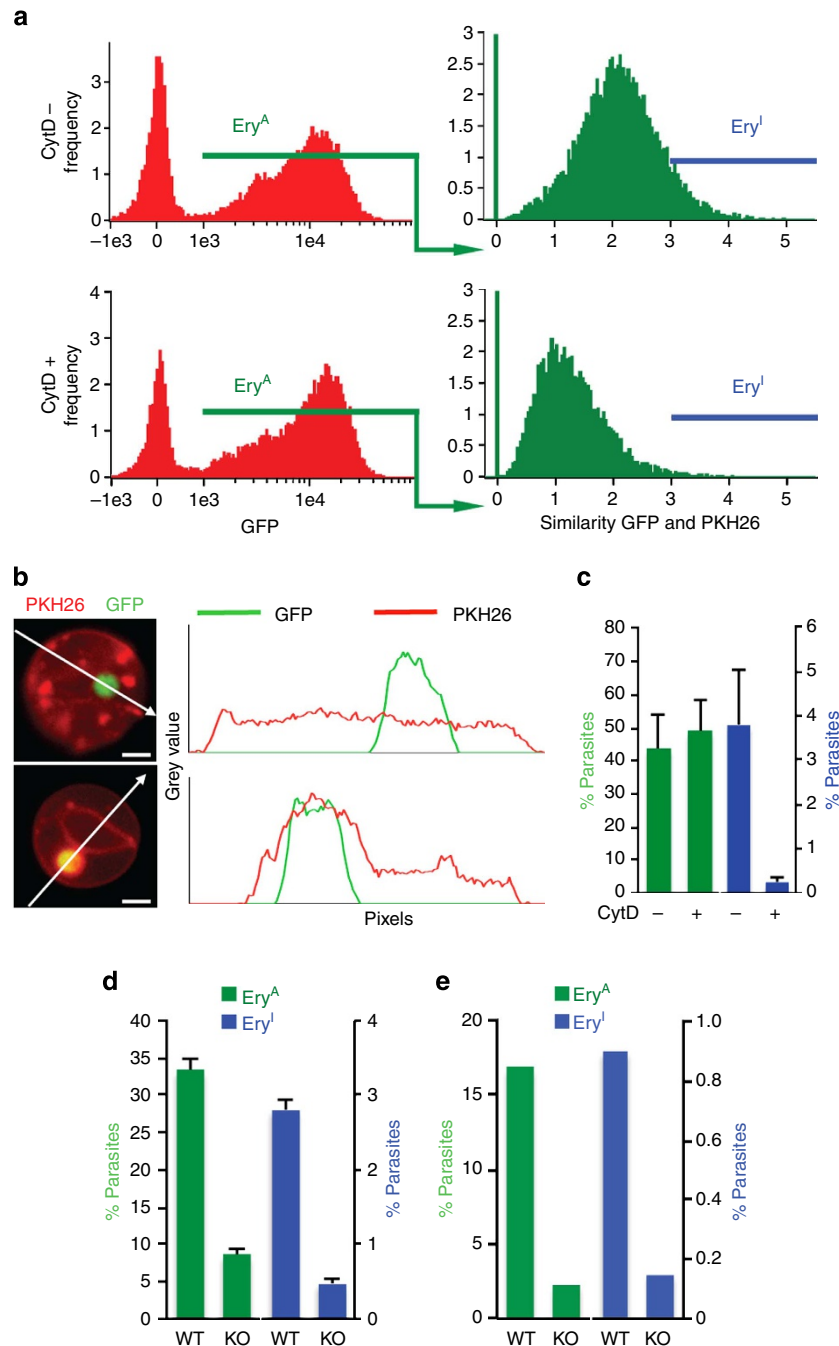 a
CytD –
frequency
3
2
1
0
–1e3 0 1e3 1e4
Ery^A
3
2.5
2
1.5
1
0.5
0
0 1 2 3 4 5
Ery^I
CytD +
frequency
4
3
2
1
0
–1e3 0 1e3 1e4
GFP
Ery^A
3
2.5
2
1.5
1
0.5
0
0 1 2 3 4 5
Similarity GFP and PKH26
Ery^I
b
PKH26 GFP
GFP PKH26
Grey value
Pixels
c
80
70
60
50
40
30
20
10
0
% Parasites
6
5
4
3
2
1
0
% Parasites
CytD – + – +
d
Ery^A
Ery^I
40
35
30
25
20
15
10
5
0
% Parasites
4
3
2
1
0
% Parasites
WT KO WT KO
e
Ery^A
Ery^I
20
15
10
5
0
% Parasites
1.0
0.8
0.6
0.4
0.2
0
% Parasites
WT KO WT KO